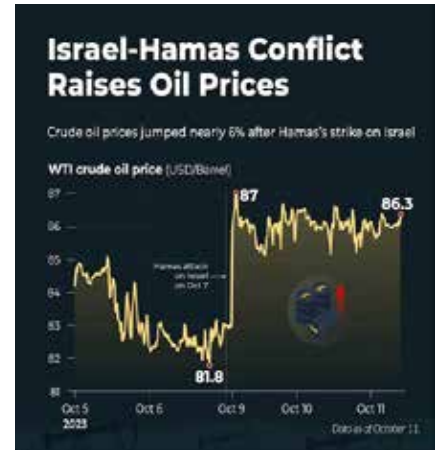 Israel-Hamas Conflict
Raises Oil Prices
Crude oil prices jumped nearly 6% after Hamas's strike on Israel
WTI crude oil price (USD/Barrel)
87
87
86.3
86
85
Hamas attack
on Israel
on Oct 7
84
83
82
81.8
81
Oct 5
Oct 6
Oct 9
Oct 10
Oct 11
2023
Data as of October 11